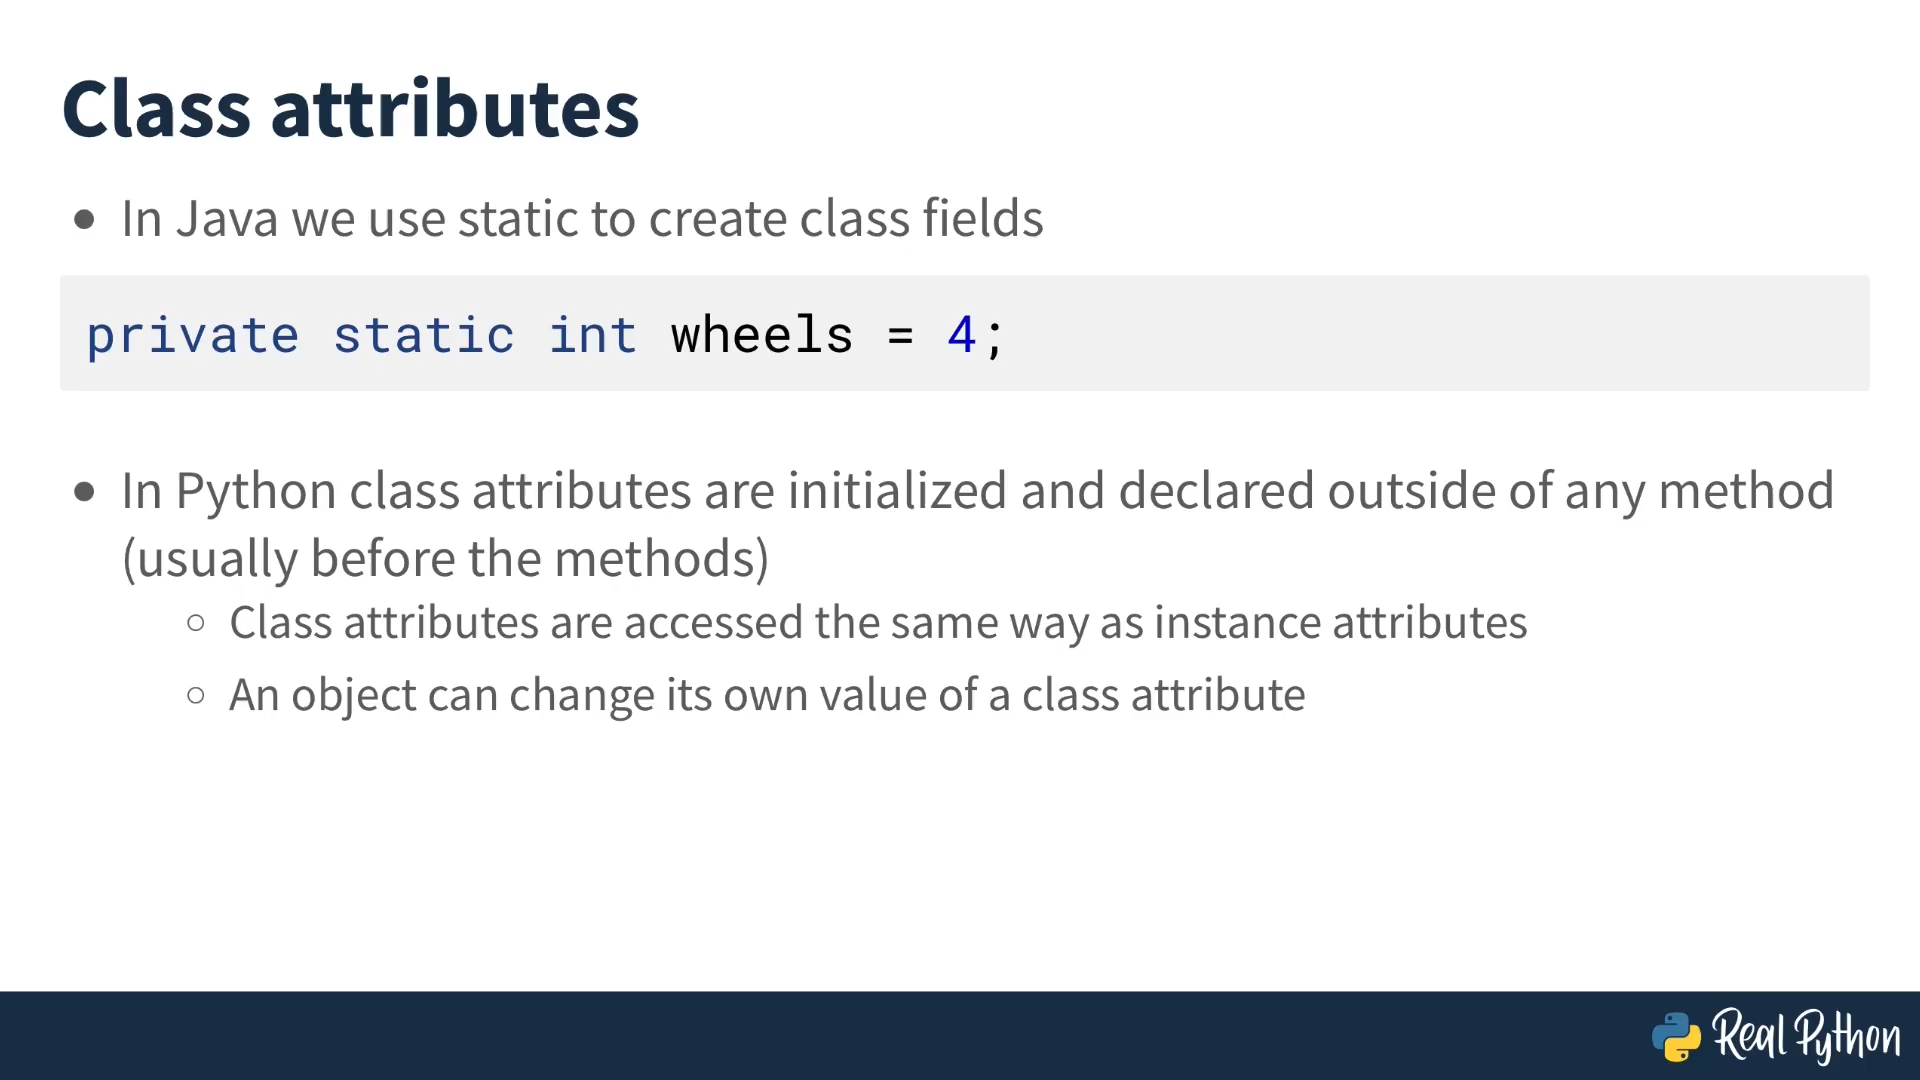 Class attributes
• In Java we use static to create class fields
private static int wheels = 4;
• In Python class attributes are initialized and declared outside of any method
(usually before the methods)
○ Class attributes are accessed the same way as instance attributes
○ An object can change its own value of a class attribute
Real Python